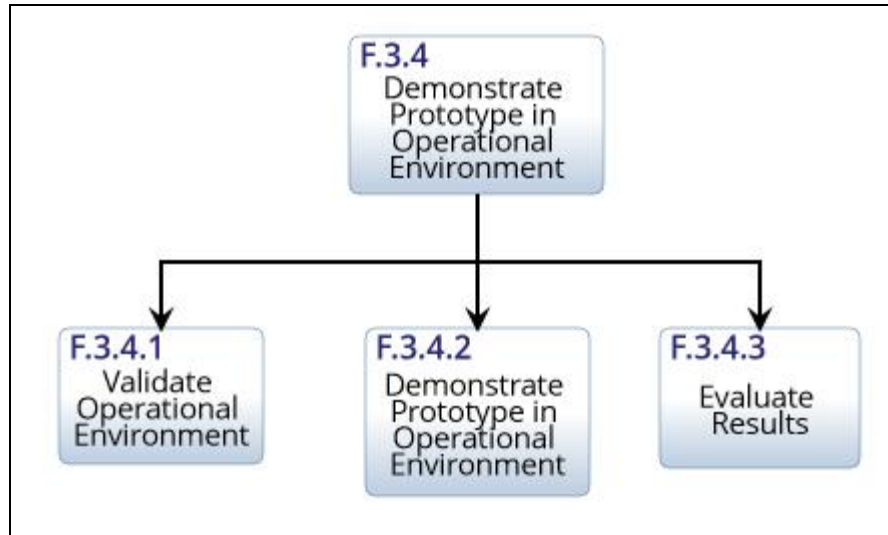 F.3.4
Demonstrate
Prototype in
Operational
Environment
F.3.4.1
Validate
Operational
Environment
F.3.4.2
Demonstrate
Prototype in
Operational
Environment
F.3.4.3
Evaluate
Results